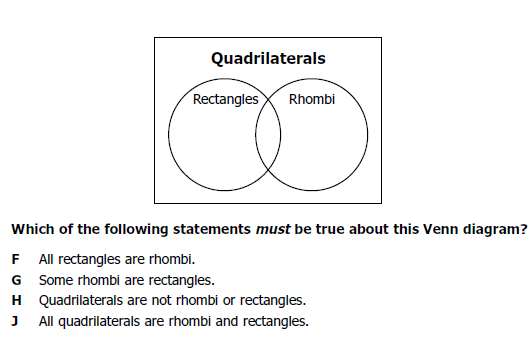 Quadrilaterals
Rectangles Rhombi
Which of the following statements must be true about this Venn diagram?
F All rectangles are rhombi.
G Some rhombi are rectangles.
H Quadrilaterals are not rhombi or rectangles.
J All quadrilaterals are rhombi and rectangles.